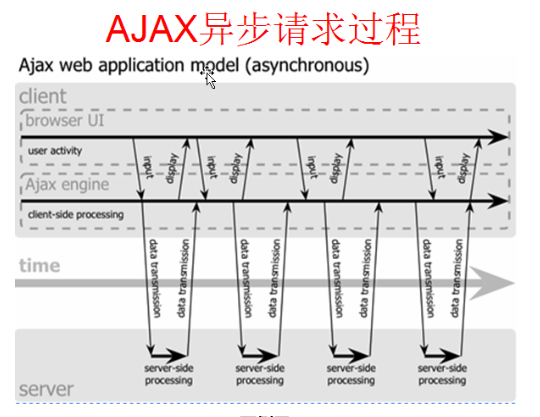 AJAX异步请求过程
Ajax web application model (asynchronous)
client
browser UI
user activity
input
display
input
display
input
display
input
display
Ajax engine
client-side processing
data transmission
data transmission
data transmission
data transmission
data transmission
data transmission
data transmission
data transmission
time
server-side
processing
server-side
processing
server-side
processing
server-side
processing
server